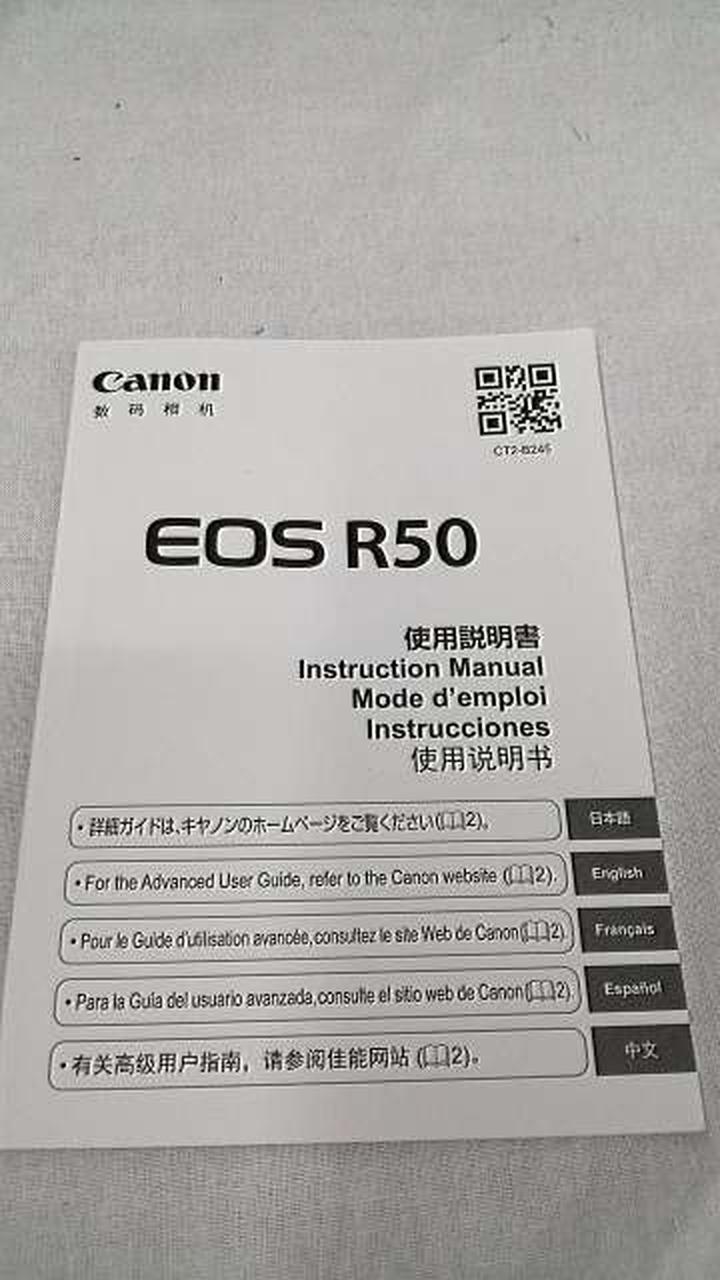 Canon
数码相机
CT2-B245
EOS R50
使用説明書
Instruction Manual
Mode d'emploi
Instrucciones
使用说明书
• 詳細ガイドは、キヤノンのホームページをご覧ください(2)。
日本語
• For the Advanced User Guide, refer to the Canon website (2).
English
• Pour le Guide d'utilisation avancée, consultez le site Web de Canon(2).
Français
• Para la Guía del usuario avanzada, consulte el sitio web de Canon(2).
Español
• 有关高级用户指南，请参阅佳能网站 (2)。
中文